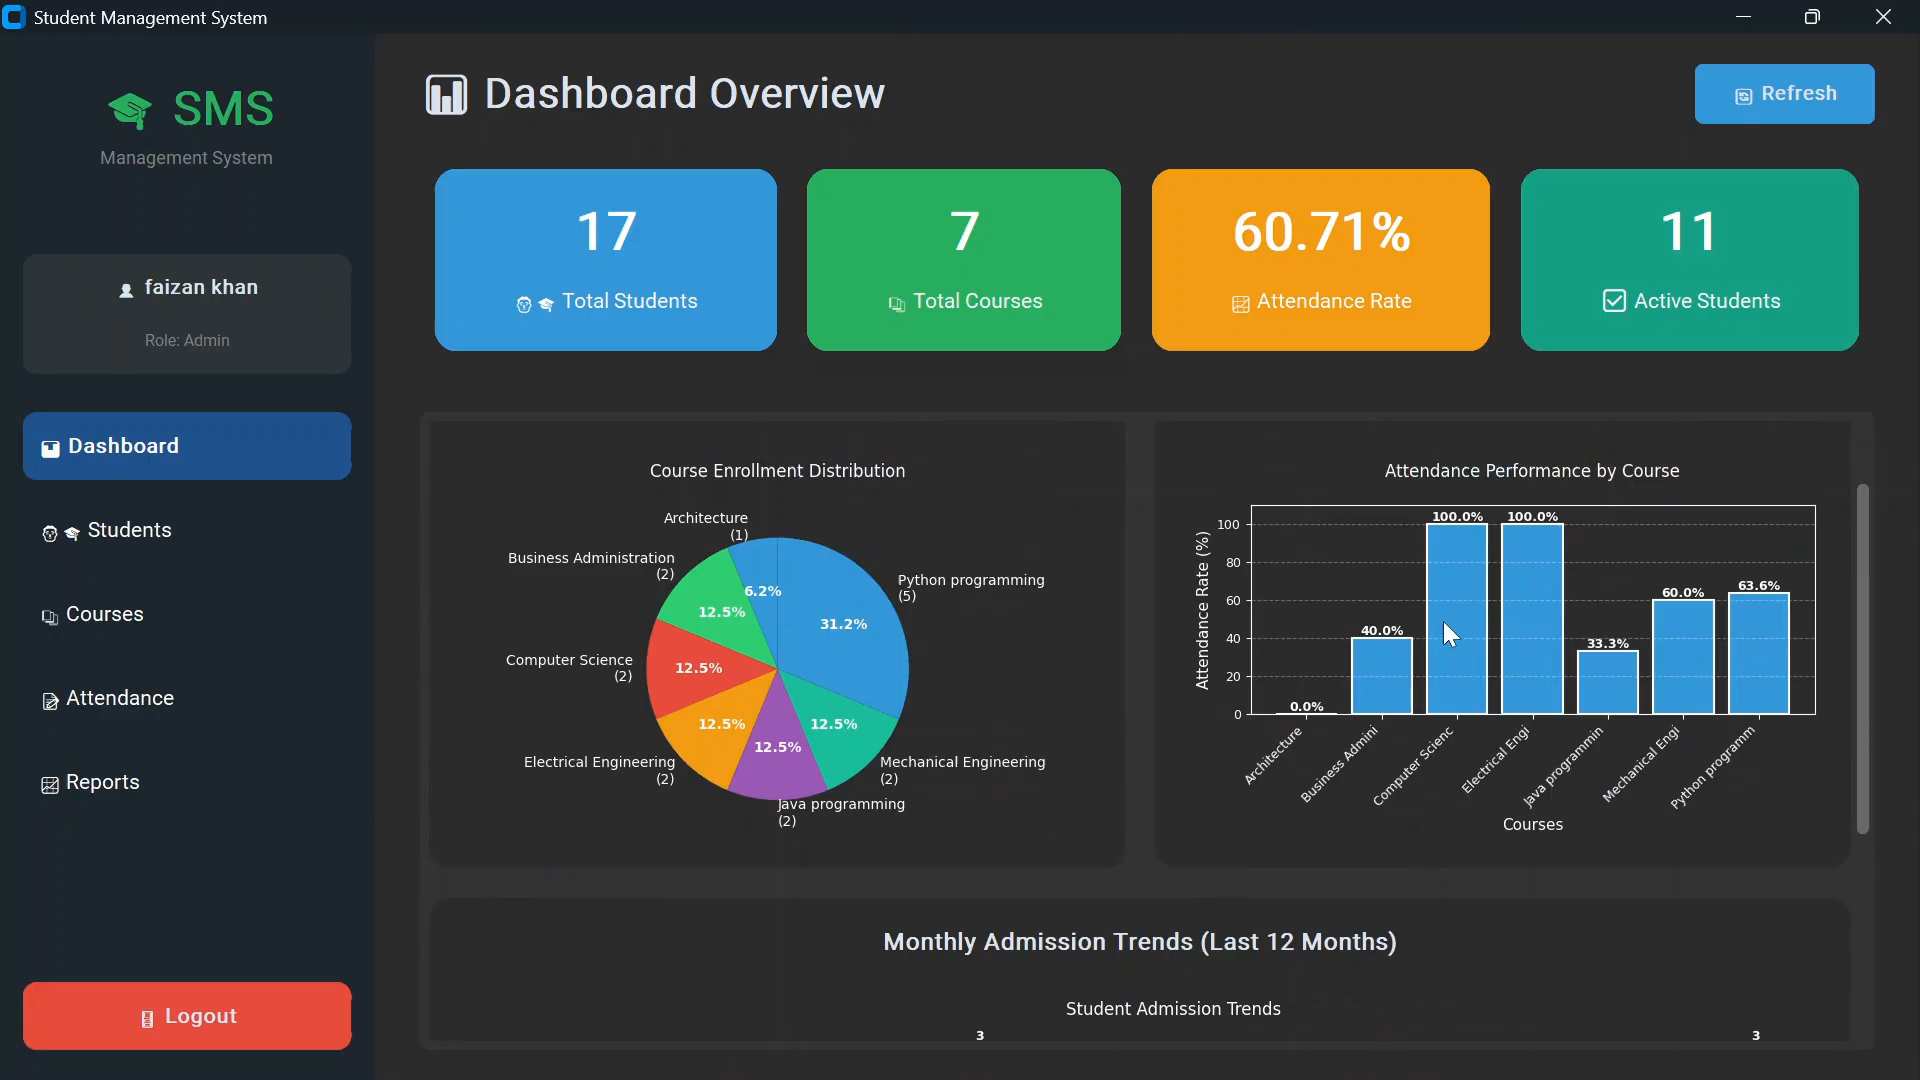 Student Management System
SMS
Management System
faizan khan
Role: Admin
Dashboard
Students
Courses
Attendance
Reports
Logout
Dashboard Overview
Refresh
17
Total Students
7
Total Courses
60.71%
Attendance Rate
11
Active Students
Course Enrollment Distribution
Architecture
(1)
Business Administration
(2)
Computer Science
(2)
Electrical Engineering
(2)
Java programming
(2)
Mechanical Engineering
(2)
Python programming
(5)
6.2%
31.2%
12.5%
12.5%
12.5%
12.5%
12.5%
Attendance Performance by Course
Attendance Rate (%)
100
80
60
40
20
0
0.0%
40.0%
100.0%
100.0%
33.3%
60.0%
63.6%
Architecture
Business Admini
Computer Scienc
Electrical Engi
Java programmin
Mechanical Engi
Python programm
Courses
Monthly Admission Trends (Last 12 Months)
Student Admission Trends
3
3